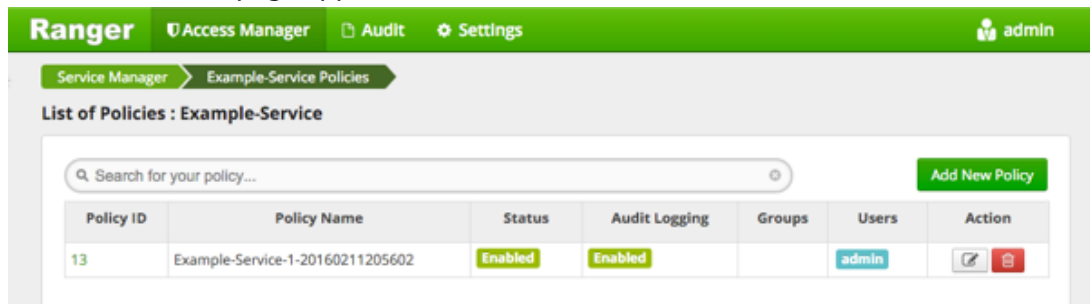 Ranger Access Manager Audit Settings admin
Service Manager Example-Service Policies
List of Policies : Example-Service
Search for your policy... Add New Policy
Policy ID Policy Name Status Audit Logging Groups Users Action
13 Example-Service-1-20160211205602 Enabled Enabled admin